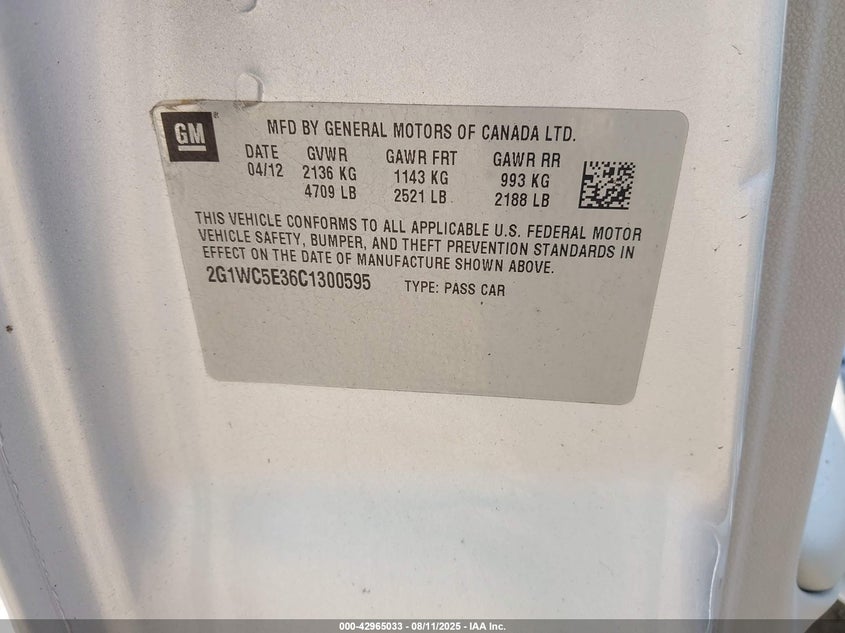 GM
MFD BY GENERAL MOTORS OF CANADA LTD.
DATE GVWR GAWR FRT GAWR RR
04/12 2136 KG 1143 KG 993 KG
4709 LB 2521 LB 2188 LB
THIS VEHICLE CONFORMS TO ALL APPLICABLE U.S. FEDERAL MOTOR
VEHICLE SAFETY, BUMPER, AND THEFT PREVENTION STANDARDS IN
EFFECT ON THE DATE OF MANUFACTURE SHOWN ABOVE.
2G1WC5E36C1300595 TYPE: PASS CAR
000-42965033 - 08/11/2025 - IAA Inc.